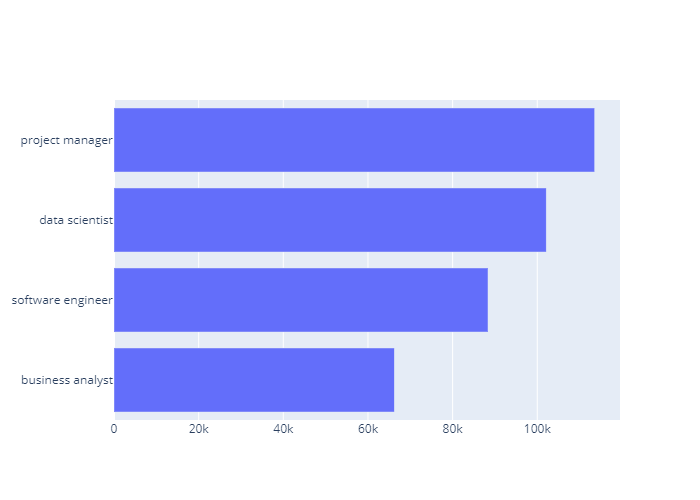 project manager
data scientist
software engineer
business analyst
0 20k 40k 60k 80k 100k